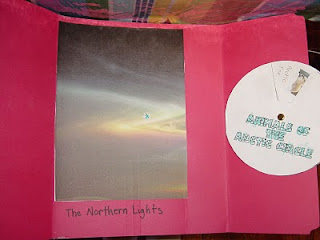 The Northern Lights
ANIMALS OF
THE
ARCTIC CIRCLE